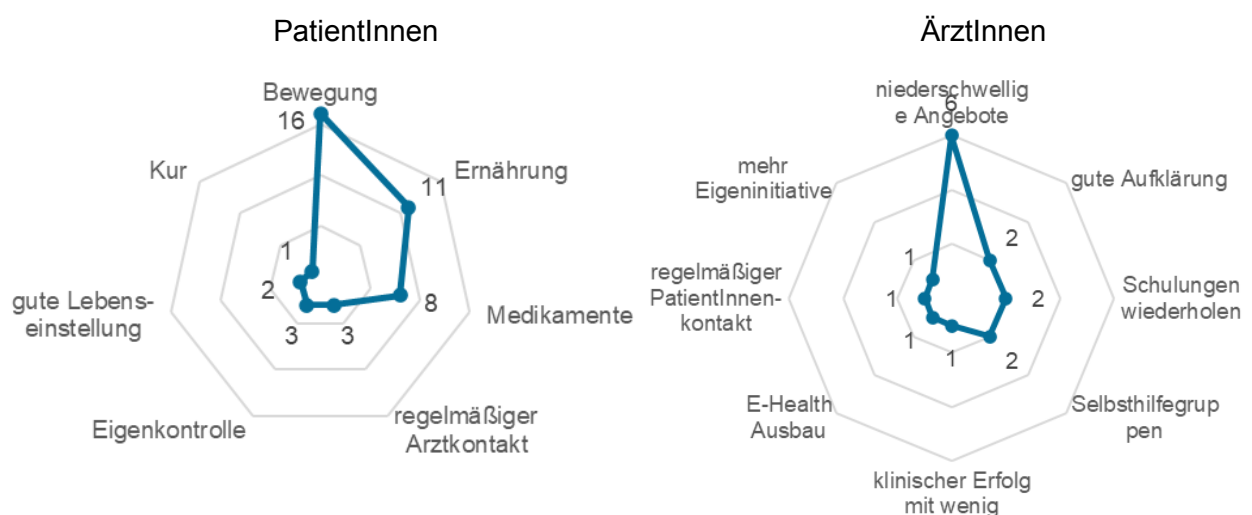 PatientInnen
Bewegung
16
Ernährung
11
Kur
1
gute Lebens-
einstellung
2
8
Medikamente
3
3
Eigenkontrolle
regelmäßiger
Arztkontakt
ÄrztInnen
niederschwellig
e Angebote
6
mehr
Eigeninitiative
gute Aufklärung
2
1
regelmäßiger
PatientInnen-
kontakt
1
2
Schulungen
wiederholen
1
1
2
E-Health
Ausbau
Selbsthilfegrup
pen
klinischer Erfolg
mit wenig